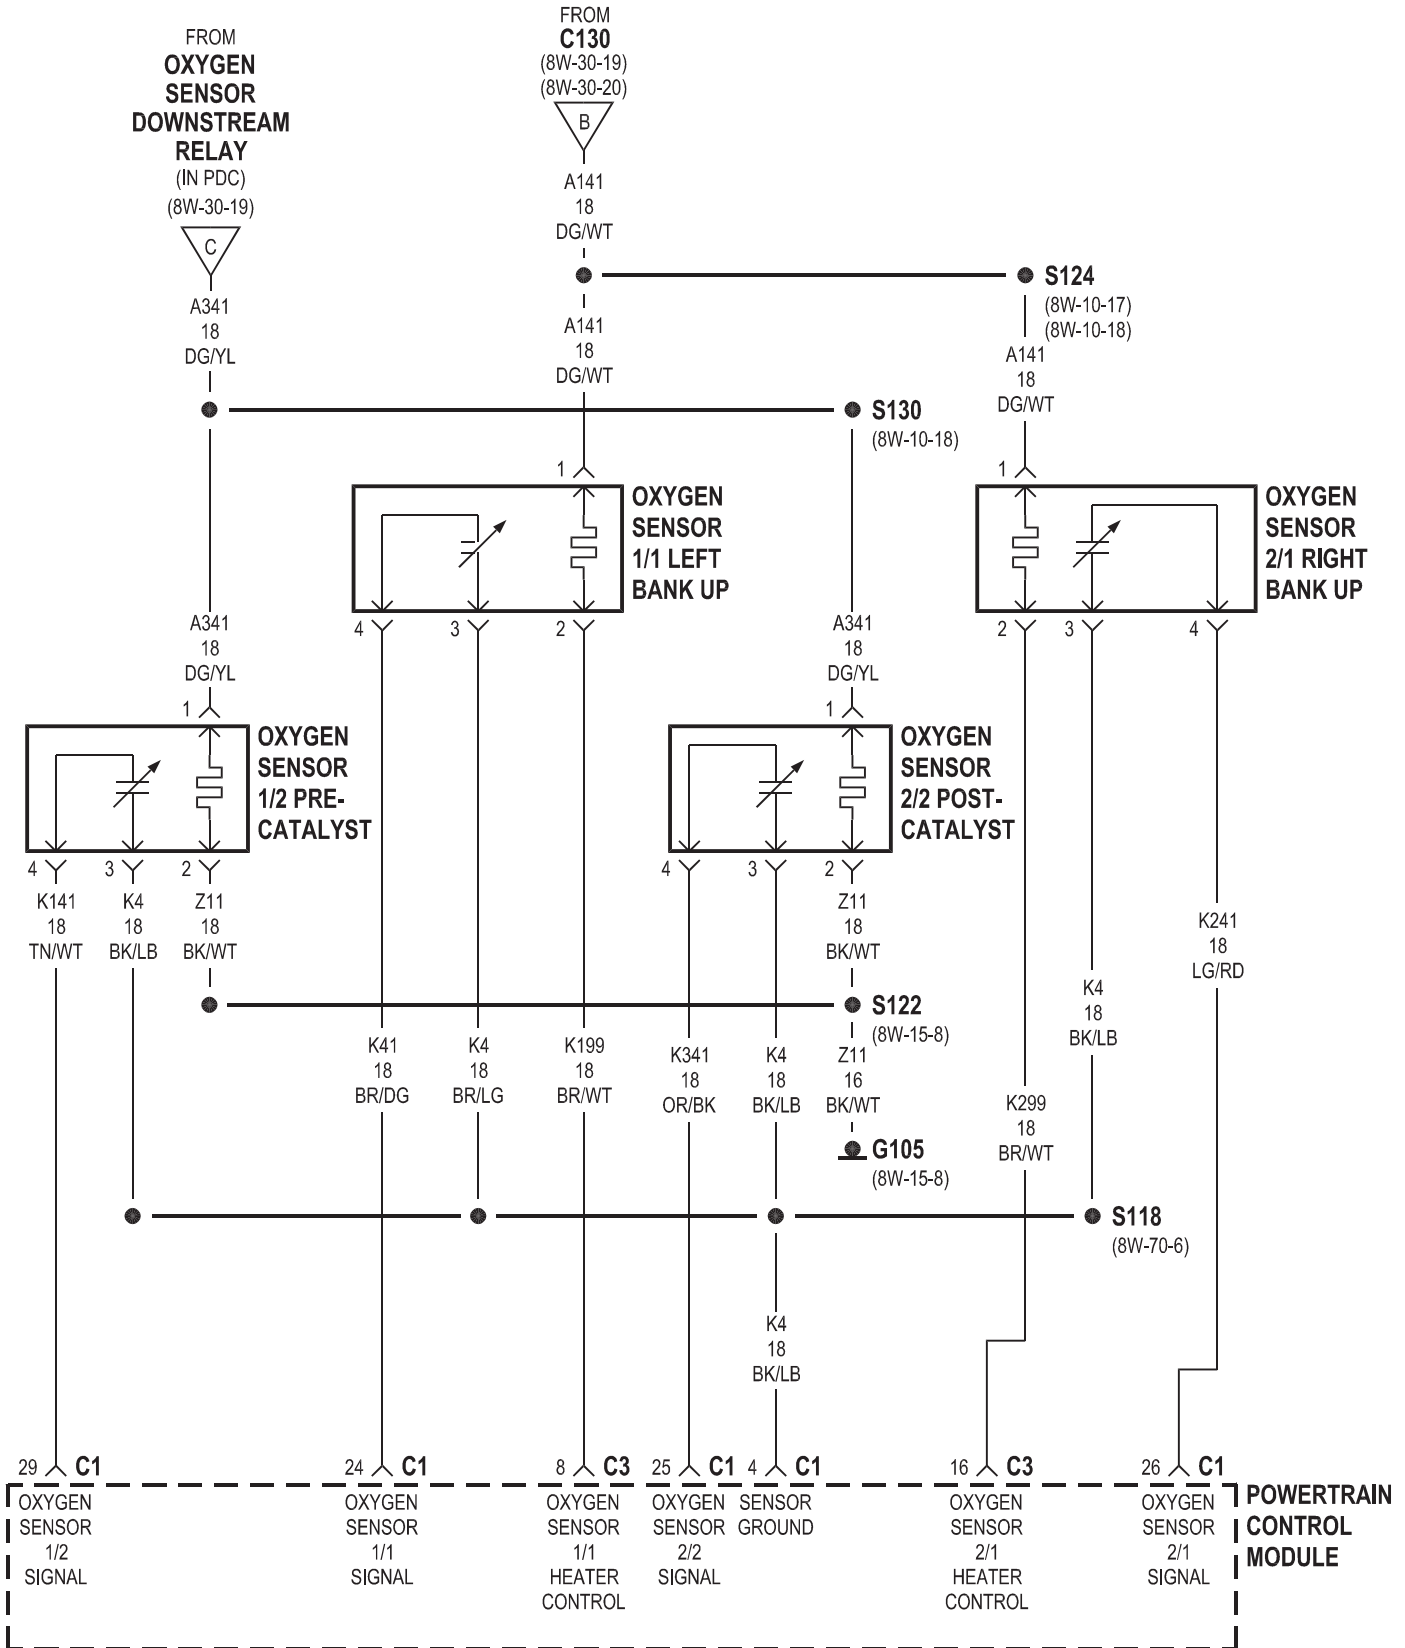 FROM
OXYGEN
SENSOR
DOWNSTREAM
RELAY
(IN PDC)
(8W-30-19)
C
A341
18
DG/YL
FROM
C130
(8W-30-19)
(8W-30-20)
B
A141
18
DG/WT
S124
(8W-10-17)
(8W-10-18)
A141
18
DG/WT
A141
18
DG/WT
S130
(8W-10-18)
1
OXYGEN
SENSOR
1/1 LEFT
BANK UP
4
3
2
1
OXYGEN
SENSOR
2/1 RIGHT
BANK UP
2
3
4
A341
18
DG/YL
1
OXYGEN
SENSOR
1/2 PRE-
CATALYST
4
3
2
A341
18
DG/YL
1
OXYGEN
SENSOR
2/2 POST-
CATALYST
4
3
2
K141
18
TN/WT
K4
18
BK/LB
Z11
18
BK/WT
Z11
18
BK/WT
K241
18
LG/RD
K4
18
BK/LB
S122
(8W-15-8)
K41
18
BR/DG
K4
18
BR/LG
K199
18
BR/WT
K341
18
OR/BK
K4
18
BK/LB
Z11
16
BK/WT
G105
(8W-15-8)
K299
18
BR/WT
S118
(8W-70-6)
K4
18
BK/LB
29 C1
24 C1
8 C3
25 C1
4 C1
16 C3
26 C1
OXYGEN
SENSOR
1/2
SIGNAL
OXYGEN
SENSOR
1/1
SIGNAL
OXYGEN
SENSOR
1/1
HEATER
CONTROL
OXYGEN
SENSOR
2/2
SIGNAL
SENSOR
GROUND
OXYGEN
SENSOR
2/1
HEATER
CONTROL
OXYGEN
SENSOR
2/1
SIGNAL
POWERTRAIN
CONTROL
MODULE